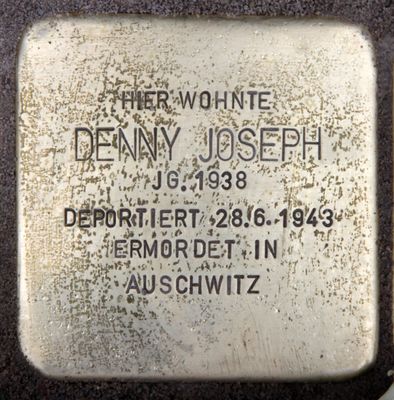 HIER WOHNTE
DENNY JOSEPH
JG. 1938
DEPORTIERT 28.6.1943
ERMORDET IN
AUSCHWITZ